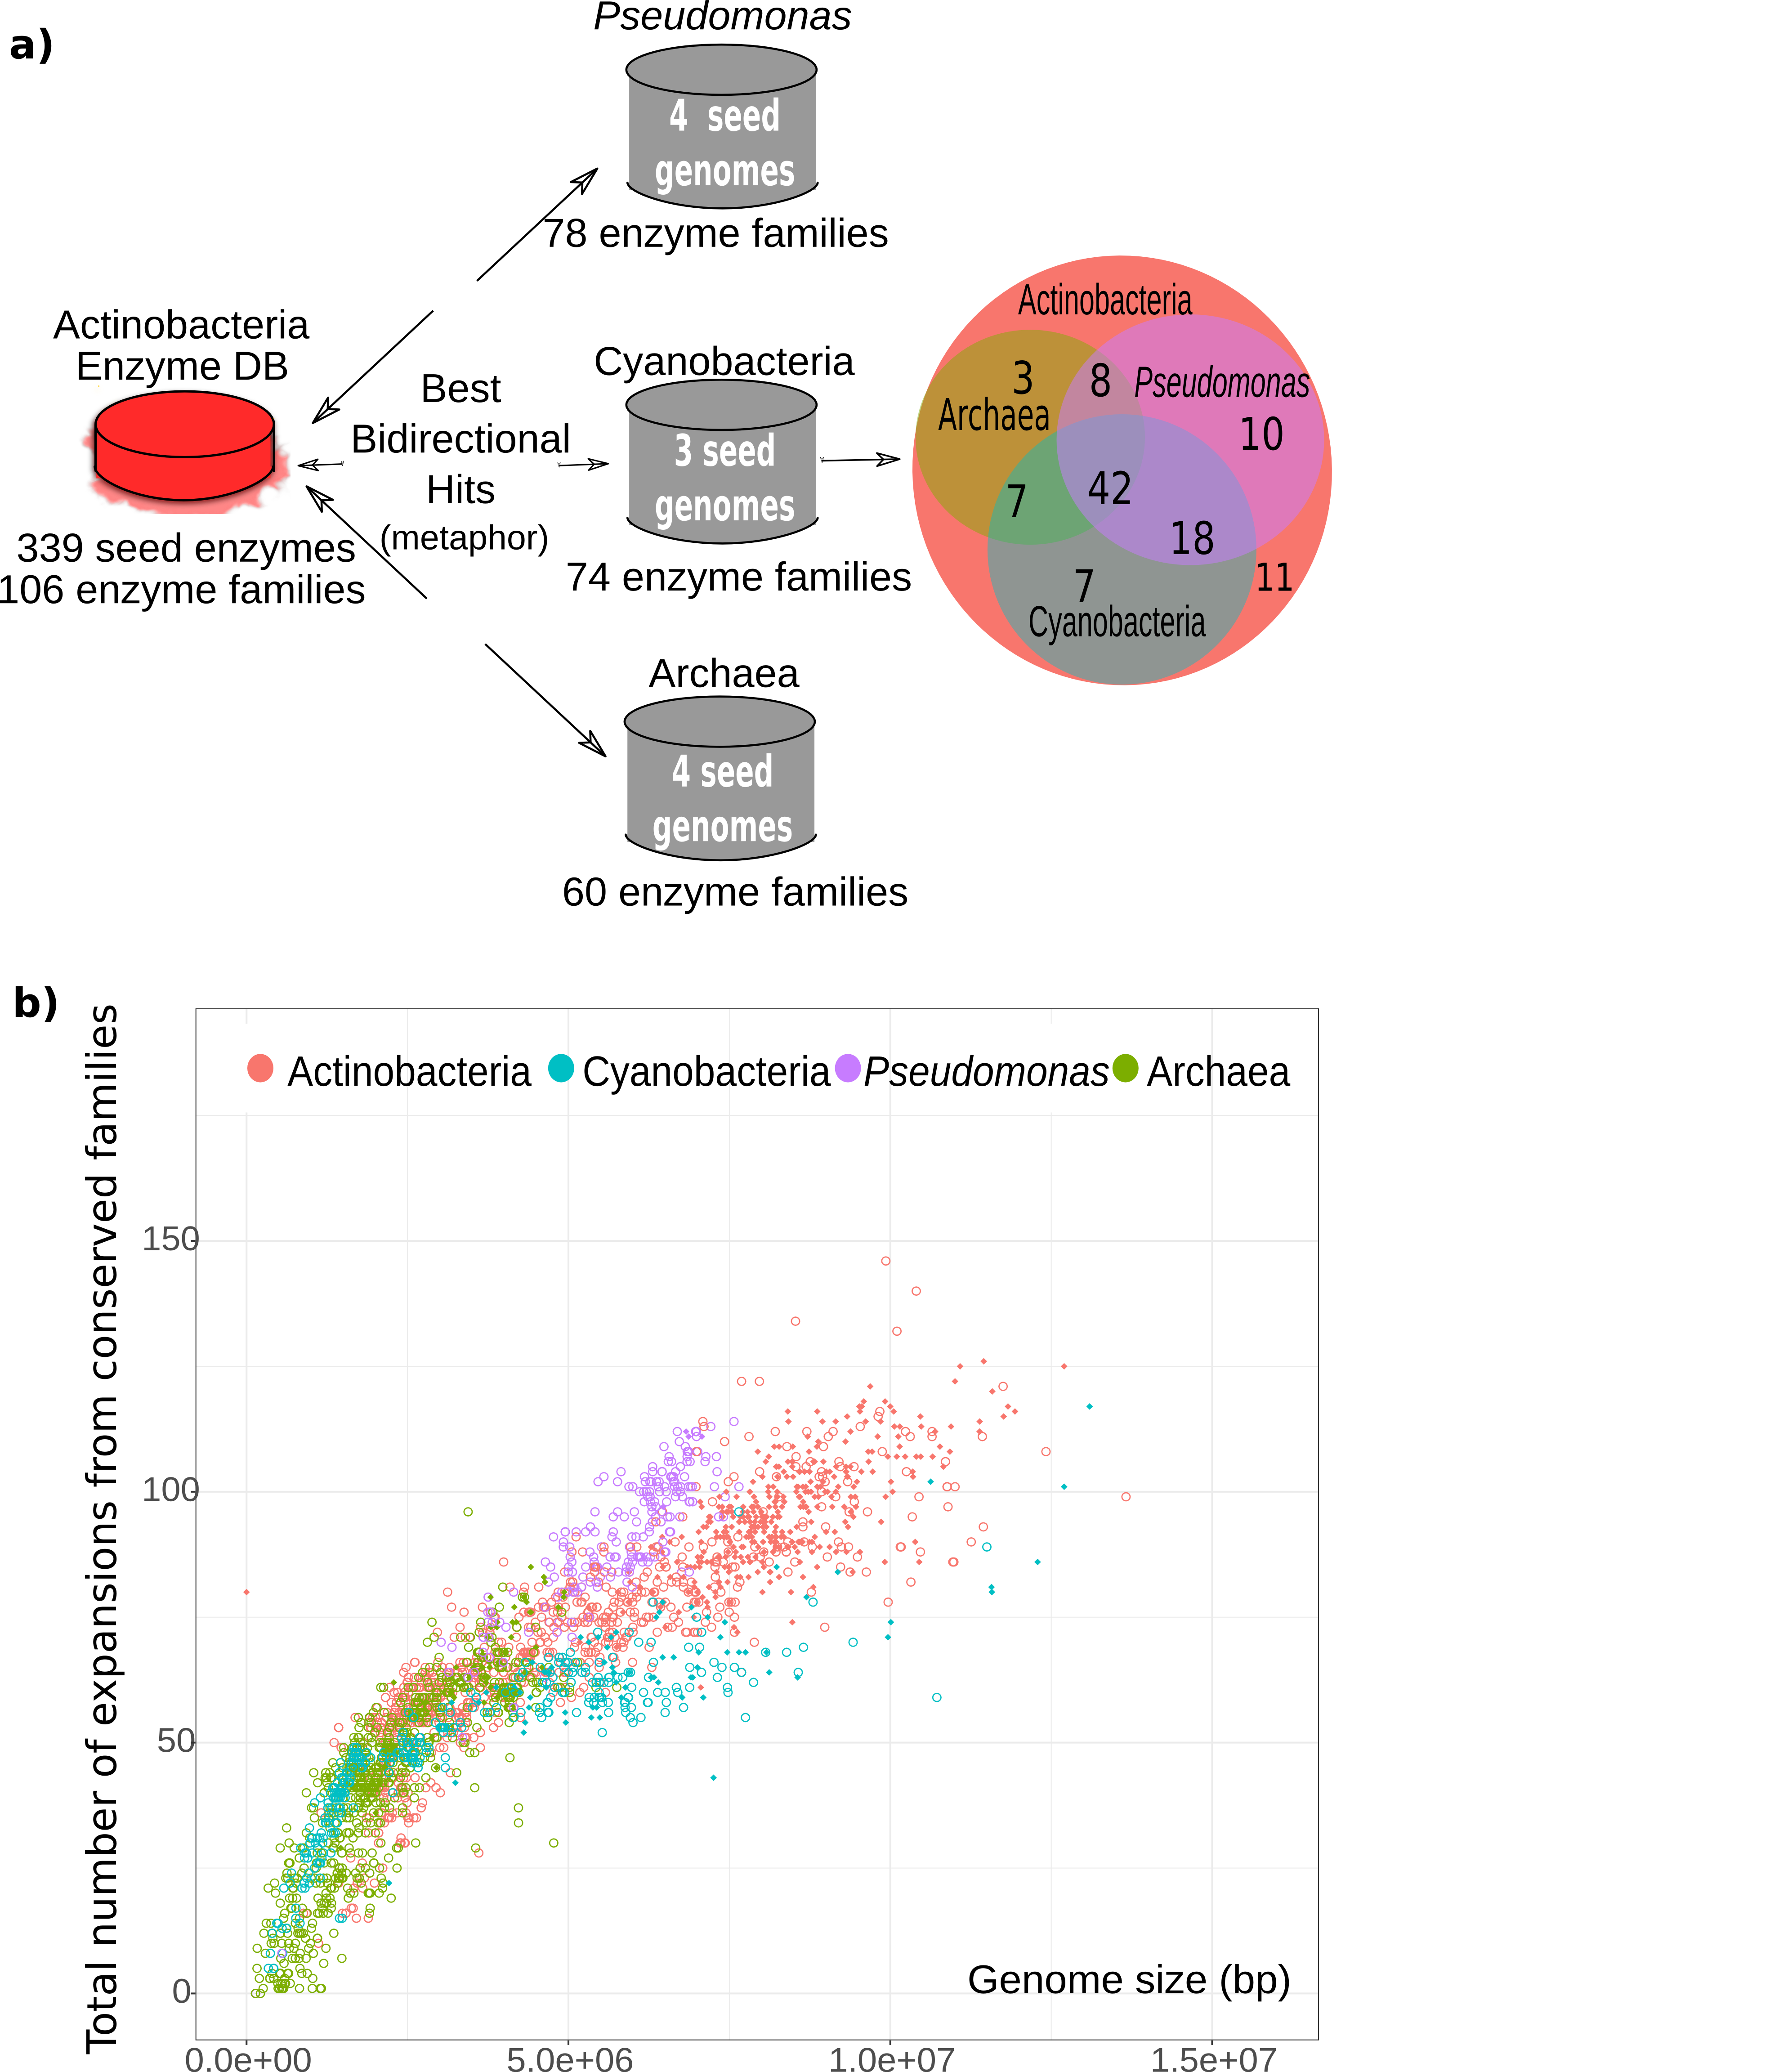 a)
Pseudomonas
4 seed
genomes
78 enzyme families
Actinobacteria
Enzyme DB
339 seed enzymes
106 enzyme families
Best
Bidirectional
Hits
(metaphor)
Cyanobacteria
3 seed
genomes
74 enzyme families
Archaea
4 seed
genomes
60 enzyme families
Actinobacteria
3
8
Pseudomonas
Archaea
10
7
42
18
7
11
Cyanobacteria
b)
Total number of expansions from conserved families
Actinobacteria Cyanobacteria Pseudomonas Archaea
150
100
50
0
Genome size (bp)
0.0e+00 5.0e+06 1.0e+07 1.5e+07